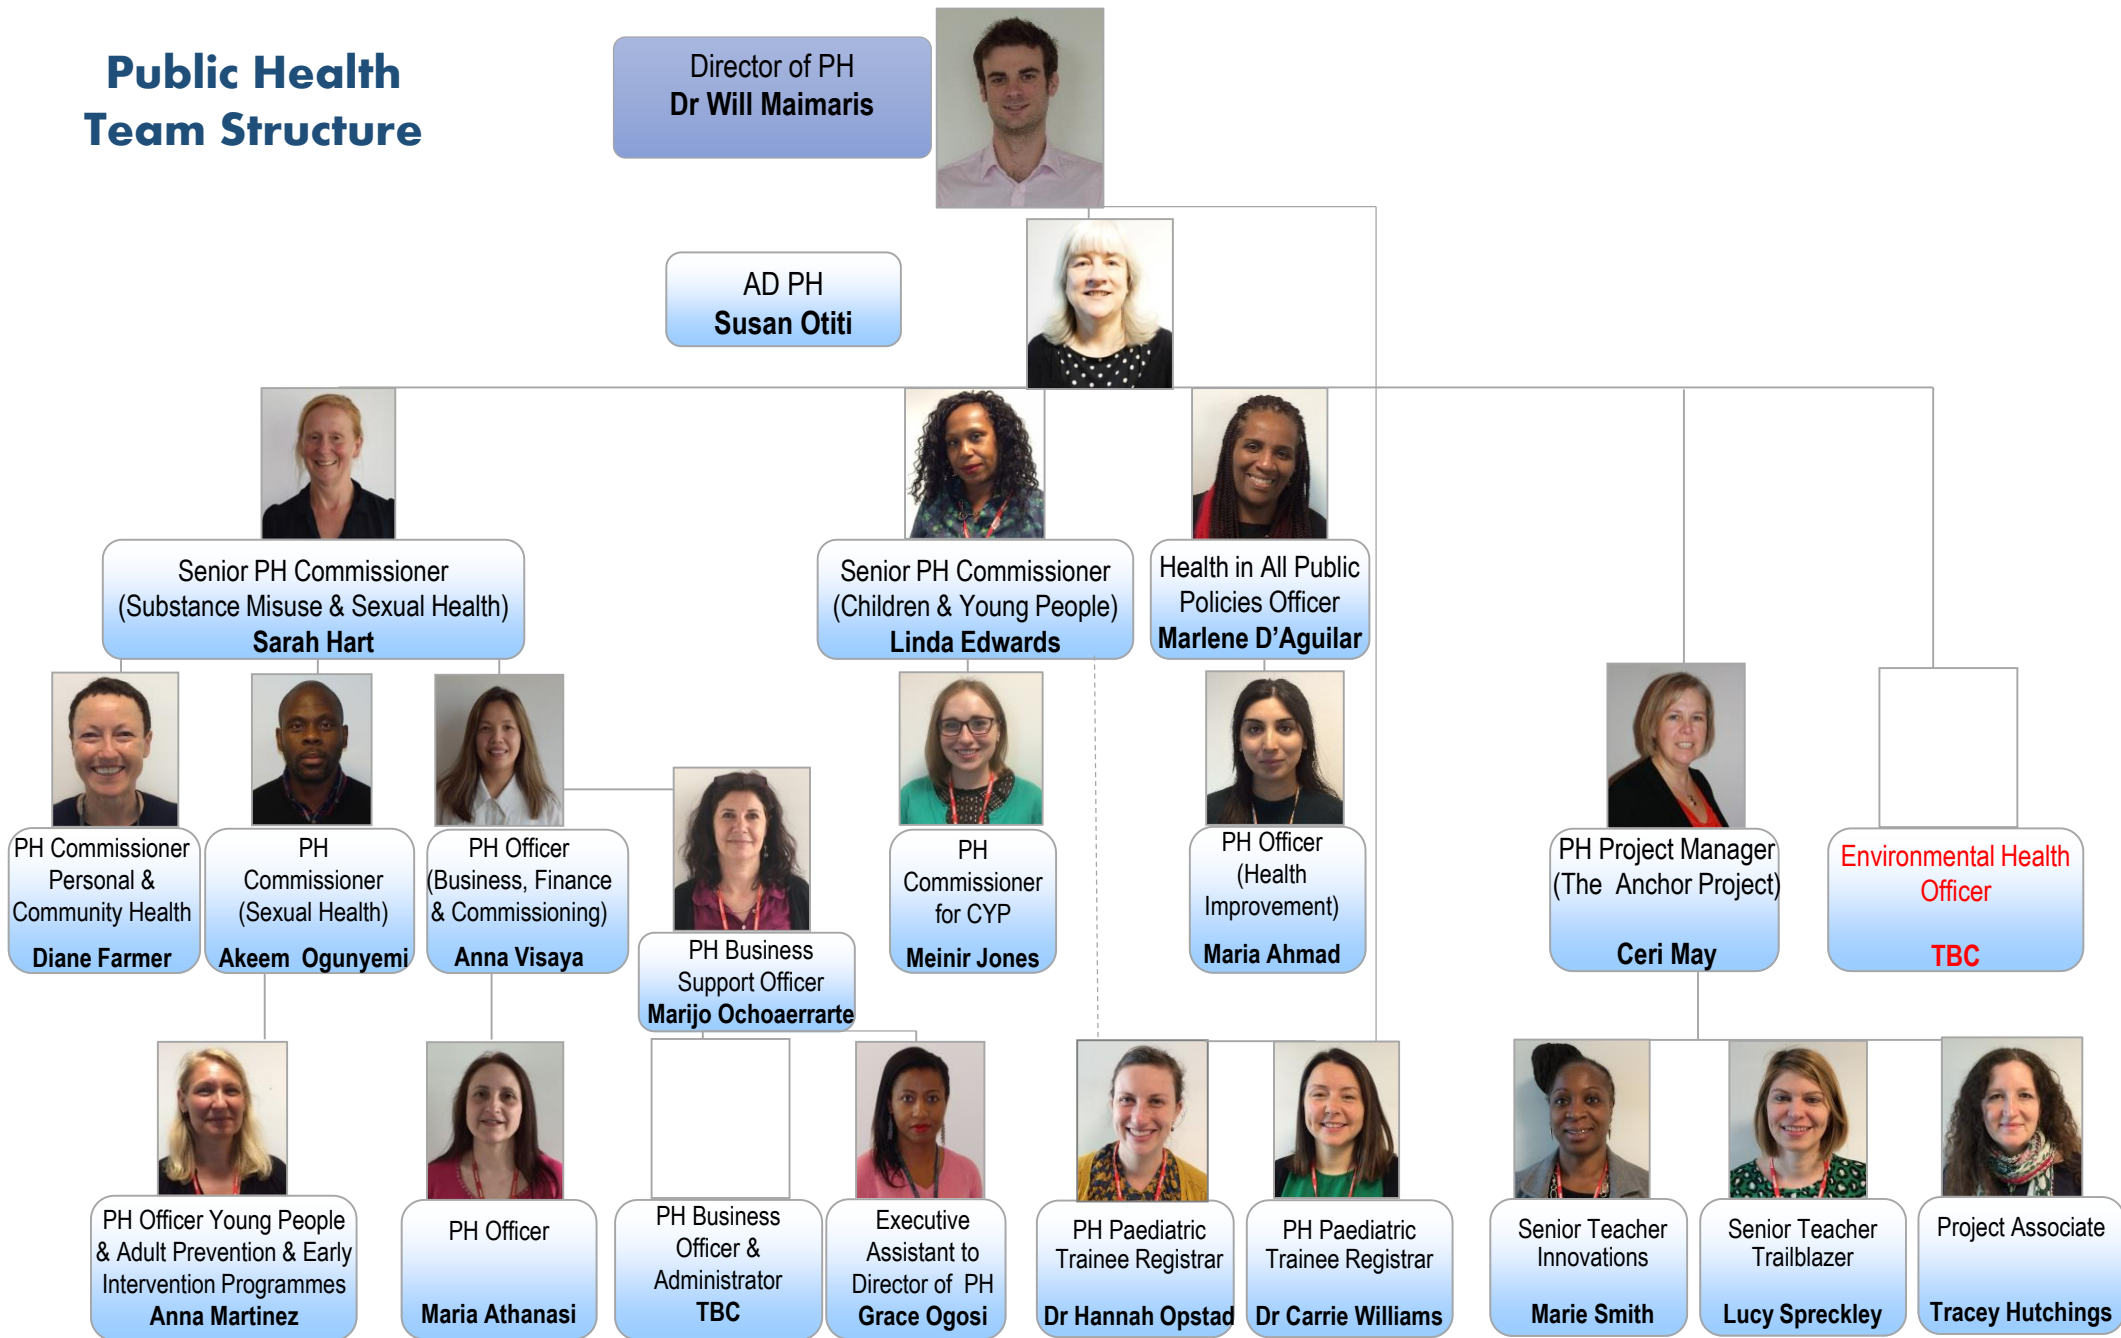 Public Health
Team Structure
Director of PH
Dr Will Maimaris
AD PH
Susan Otiti
Senior PH Commissioner
(Substance Misuse & Sexual Health)
Sarah Hart
Senior PH Commissioner
(Children & Young People)
Linda Edwards
Health in All Public
Policies Officer
Marlene D’Aguilar
PH Commissioner
Personal &
Community Health
Diane Farmer
PH
Commissioner
(Sexual Health)
Akeem Ogunyemi
PH Officer
(Business, Finance
& Commissioning)
Anna Visaya
PH Business
Support Officer
Marijo Ochoaerrarte
PH
Commissioner
for CYP
Meinir Jones
PH Officer
(Health
Improvement)
Maria Ahmad
PH Project Manager
(The Anchor Project)
Ceri May
Environmental Health
Officer
TBC
PH Officer Young People
& Adult Prevention & Early
Intervention Programmes
Anna Martinez
PH Officer
Maria Athanasi
PH Business
Officer &
Administrator
TBC
Executive
Assistant to
Director of PH
Grace Ogosi
PH Paediatric
Trainee Registrar
Dr Hannah Opstad
PH Paediatric
Trainee Registrar
Dr Carrie Williams
Senior Teacher
Innovations
Marie Smith
Senior Teacher
Trailblazer
Lucy Spreckley
Project Associate
Tracey Hutchings